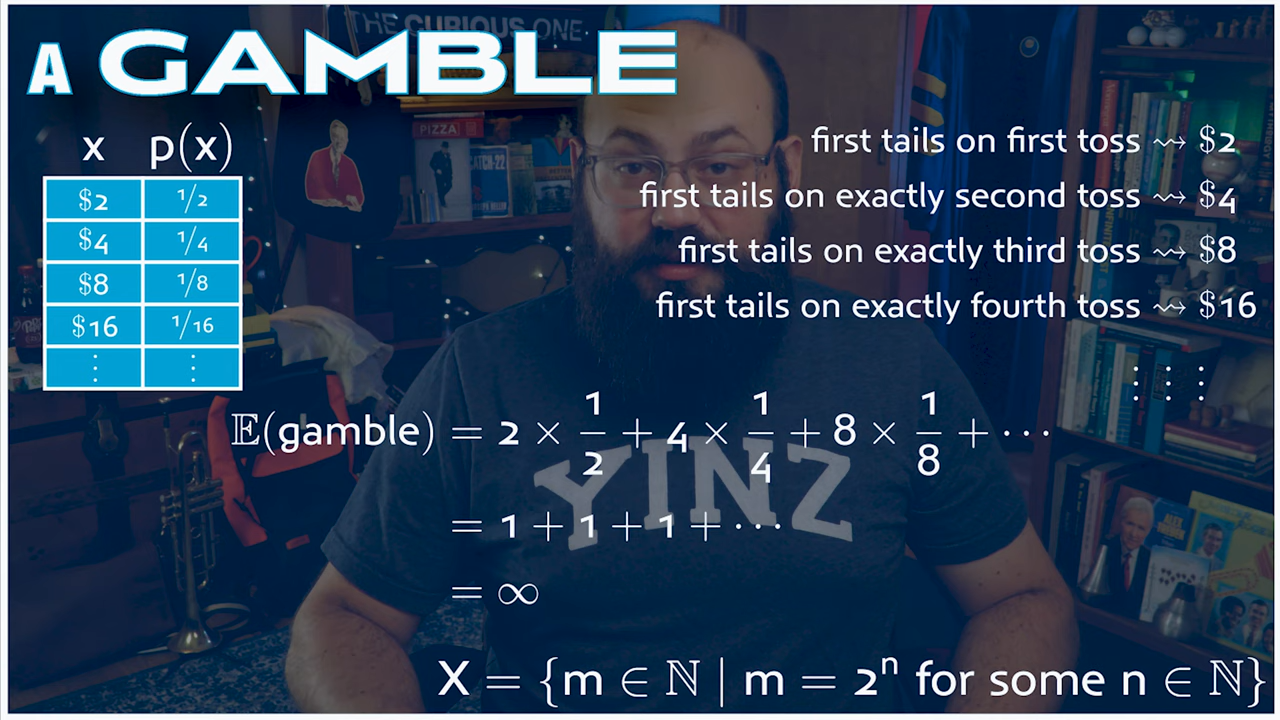 THE CURIOUS ONE
A GAMBLE
x p(x)
$2 1/2
$4 1/4
$8 1/8
$16 1/16
⋮ ⋮
first tails on first toss ⇝ $2
first tails on exactly second toss ⇝ $4
first tails on exactly third toss ⇝ $8
first tails on exactly fourth toss ⇝ $16
⋮ ⋮ ⋮
PIZZA
CATCH-22
𝔼(gamble) = 2 × 1/2 + 4 × 1/4 + 8 × 1/8 + ⋯
= 1 + 1 + 1 + ⋯
= ∞
YINZ
ALEX
X = {m ∈ ℕ | m = 2ⁿ for some n ∈ ℕ}